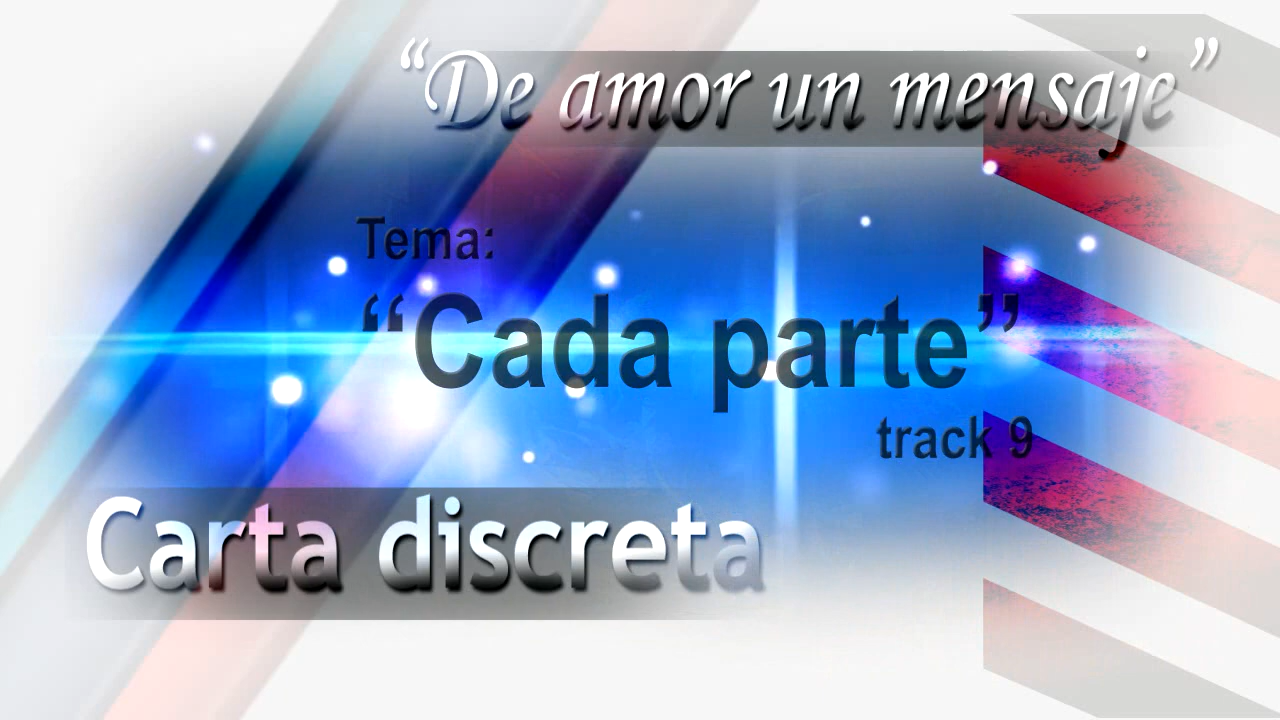 “De amor un mensaje”
Tema:
“Cada parte”
track 9
Carta discreta